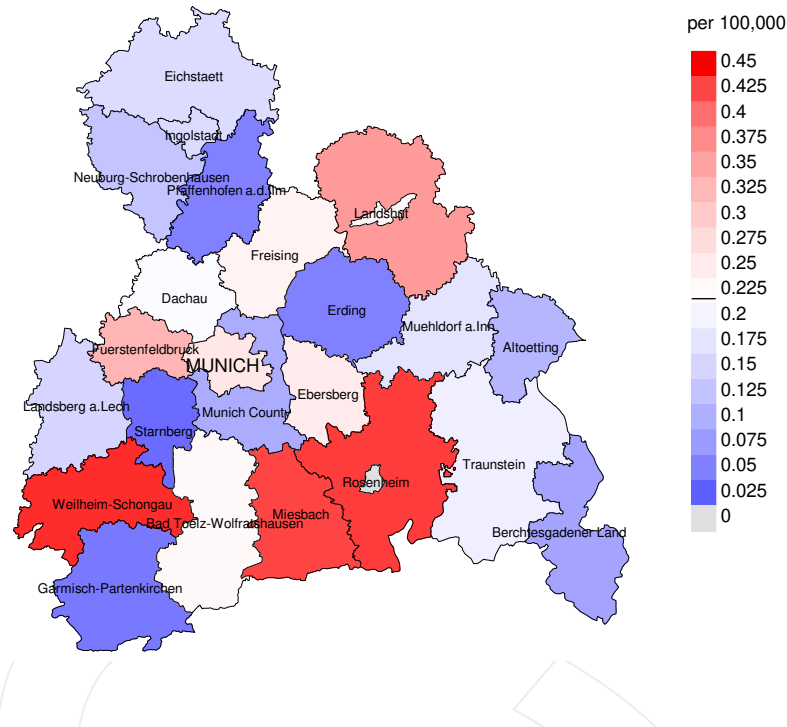 per 100,000
0.45
0.425
0.4
0.375
0.35
0.325
0.3
0.275
0.25
0.225
0.2
0.175
0.15
0.125
0.1
0.075
0.05
0.025
0
Eichstaett
Ingolstadt
Neuburg-Schrobenhausen
Pfaffenhofen a.d.Ilm
Landshut
Freising
Dachau
Erding
Muehldorf a.Inn
Altoetting
Fuerstenfeldbruck
MUNICH
Ebersberg
Landsberg a.Lech
Munich County
Starnberg
Traunstein
Rosenheim
Weilheim-Schongau
Miesbach
Bad Toelz-Wolfratshausen
Berchtesgadener Land
Garmisch-Partenkirchen